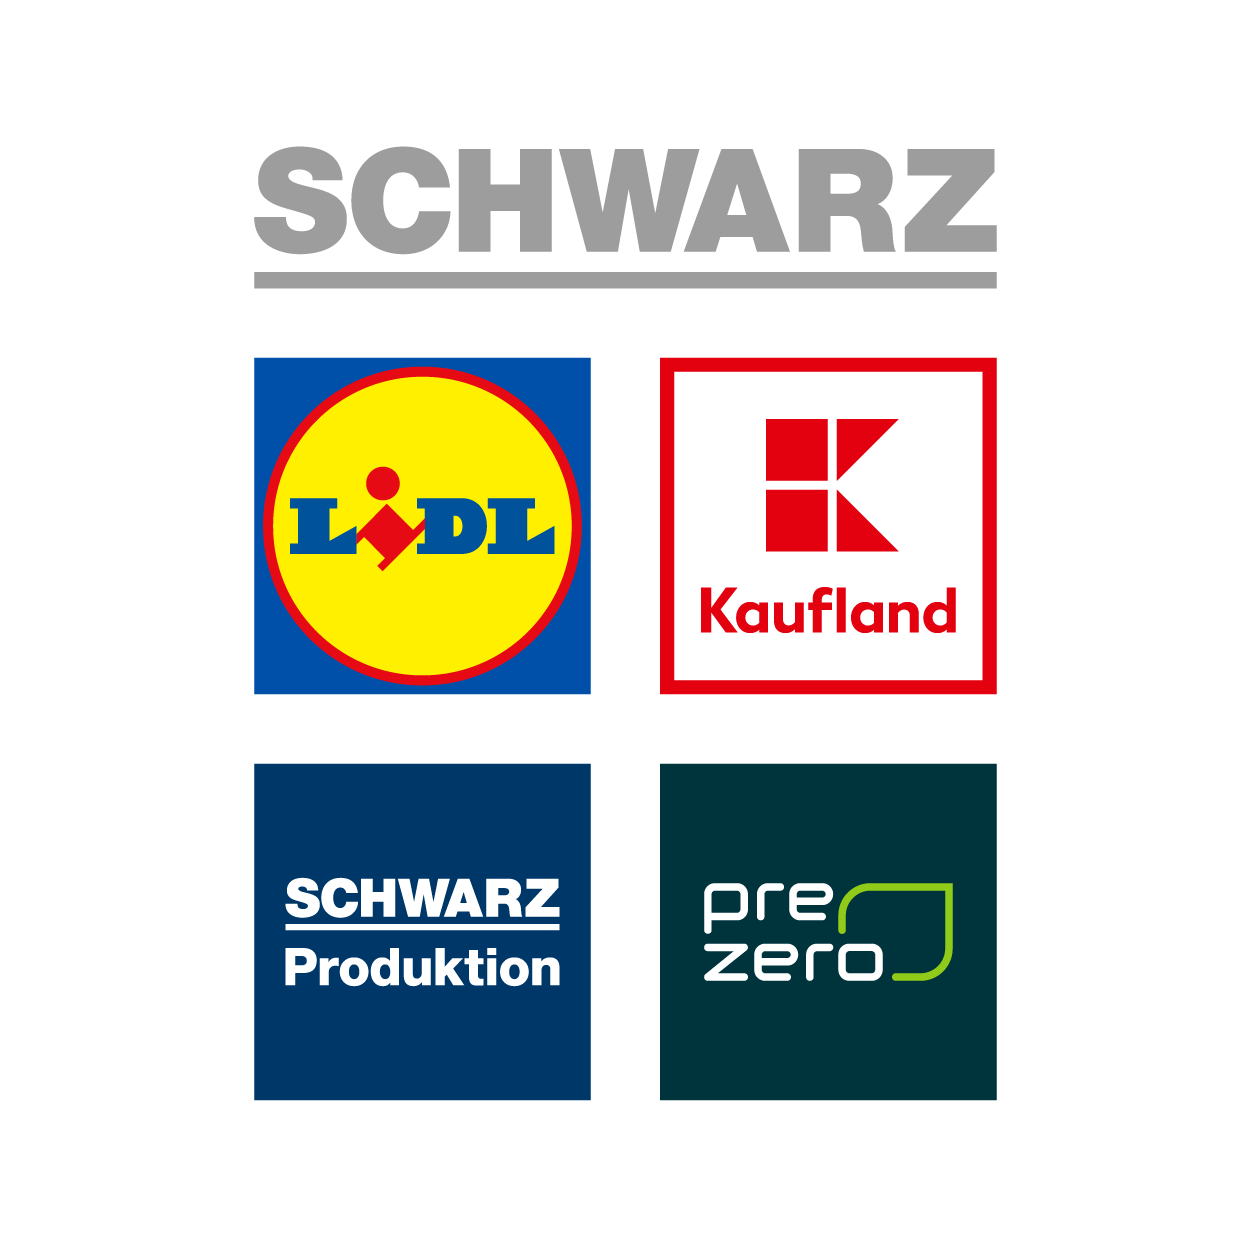 SCHWARZ
LiDL
Kaufland
SCHWARZ
Produktion
pre
zero